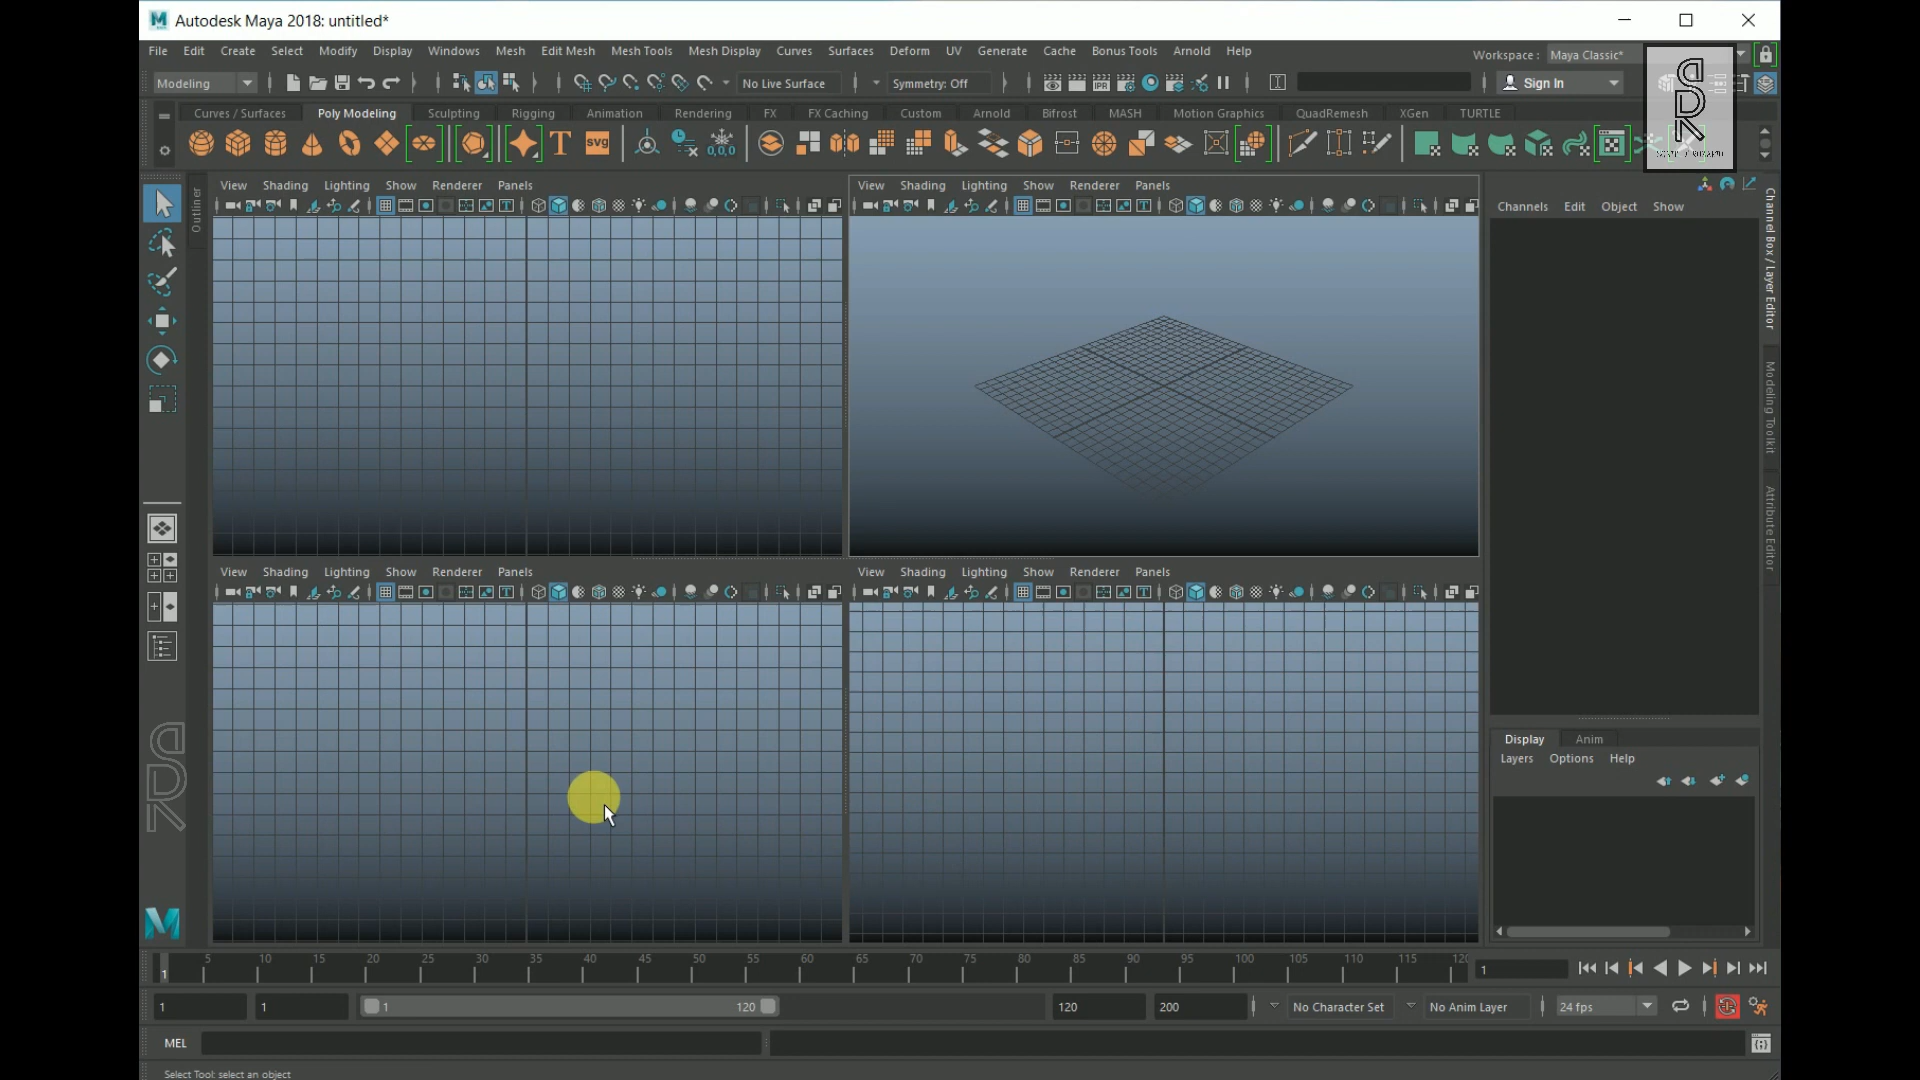 Autodesk Maya 2018: untitled*
File Edit Create Select Modify Display Windows Mesh Edit Mesh Mesh Tools Mesh Display Curves Surfaces Deform UV Generate Cache Bonus Tools Arnold Help
Workspace : Maya Classic*
Modeling No Live Surface Symmetry: Off Sign In
Curves / Surfaces Poly Modeling Sculpting Rigging Animation Rendering FX FX Caching Custom Arnold Bifrost MASH Motion Graphics QuadRemesh XGen TURTLE
T SVG 0,0,0
Outliner
View Shading Lighting Show Renderer Panels
View Shading Lighting Show Renderer Panels
Channels Edit Object Show
Channel Box / Layer Editor
Modeling Toolkit
Attribute Editor
View Shading Lighting Show Renderer Panels
View Shading Lighting Show Renderer Panels
Display Anim
Layers Options Help
M
1 5 10 15 20 25 30 35 40 45 50 55 60 65 70 75 80 85 90 95 100 105 110 115 120
1
1 1 1 120 120 200 No Character Set No Anim Layer 24 fps
MEL
Select Tool: select an object